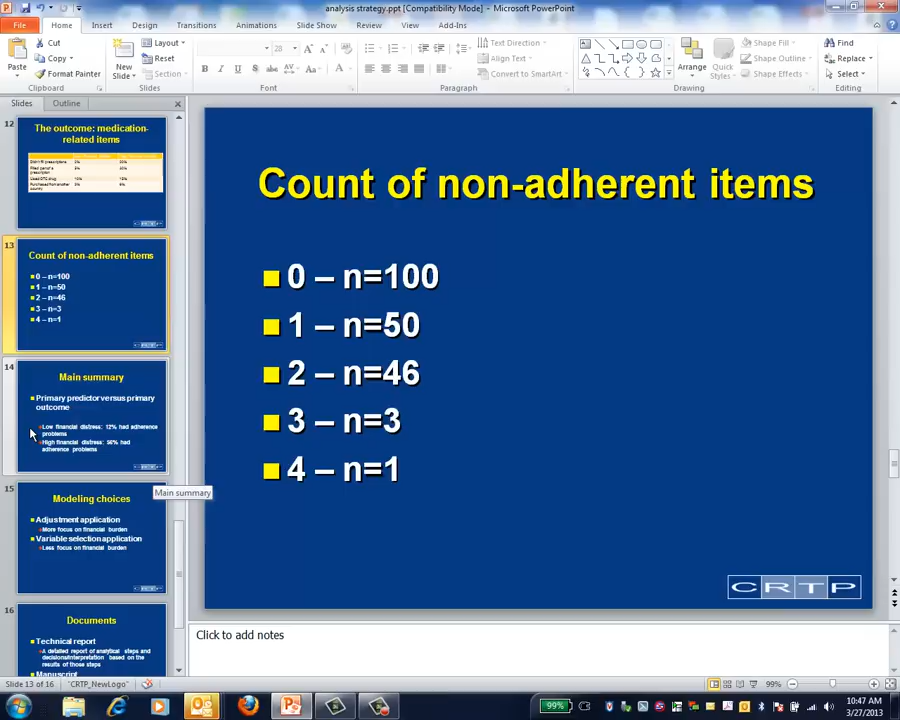 analysis strategy.ppt [Compatibility Mode] – Microsoft PowerPoint
File Home Insert Design Transitions Animations Slide Show Review View Add-Ins
Cut
Copy
Format Painter
Paste
Clipboard
New Slide
Layout
Reset
Section
Slides
28
Font
Text Direction
Align Text
Convert to SmartArt
Paragraph
Arrange
Quick Styles
Shape Fill
Shape Outline
Shape Effects
Drawing
Find
Replace
Select
Editing
Slides Outline
12
The outcome: medication-
related items
13
Count of non-adherent items
0 – n=100
1 – n=50
2 – n=46
3 – n=3
4 – n=1
14
Main summary
Primary predictor versus primary
outcome
Low financial distress: 12% had adherence
problems
High financial distress: 56% had
adherence problems
Main summary
15
Modeling choices
Adjustment application
More focus on financial burden
Variable selection application
Less focus on financial burden
16
Documents
Technical report
A detailed report of analytical steps and
decisions/interpretation based on the
results of those steps
Manuscript
Count of non-adherent items
0 – n=100
1 – n=50
2 – n=46
3 – n=3
4 – n=1
CRTP
Click to add notes
Slide 13 of 16 "CRTP_NewLogo" 99%
99%
10:47 AM
3/27/2013